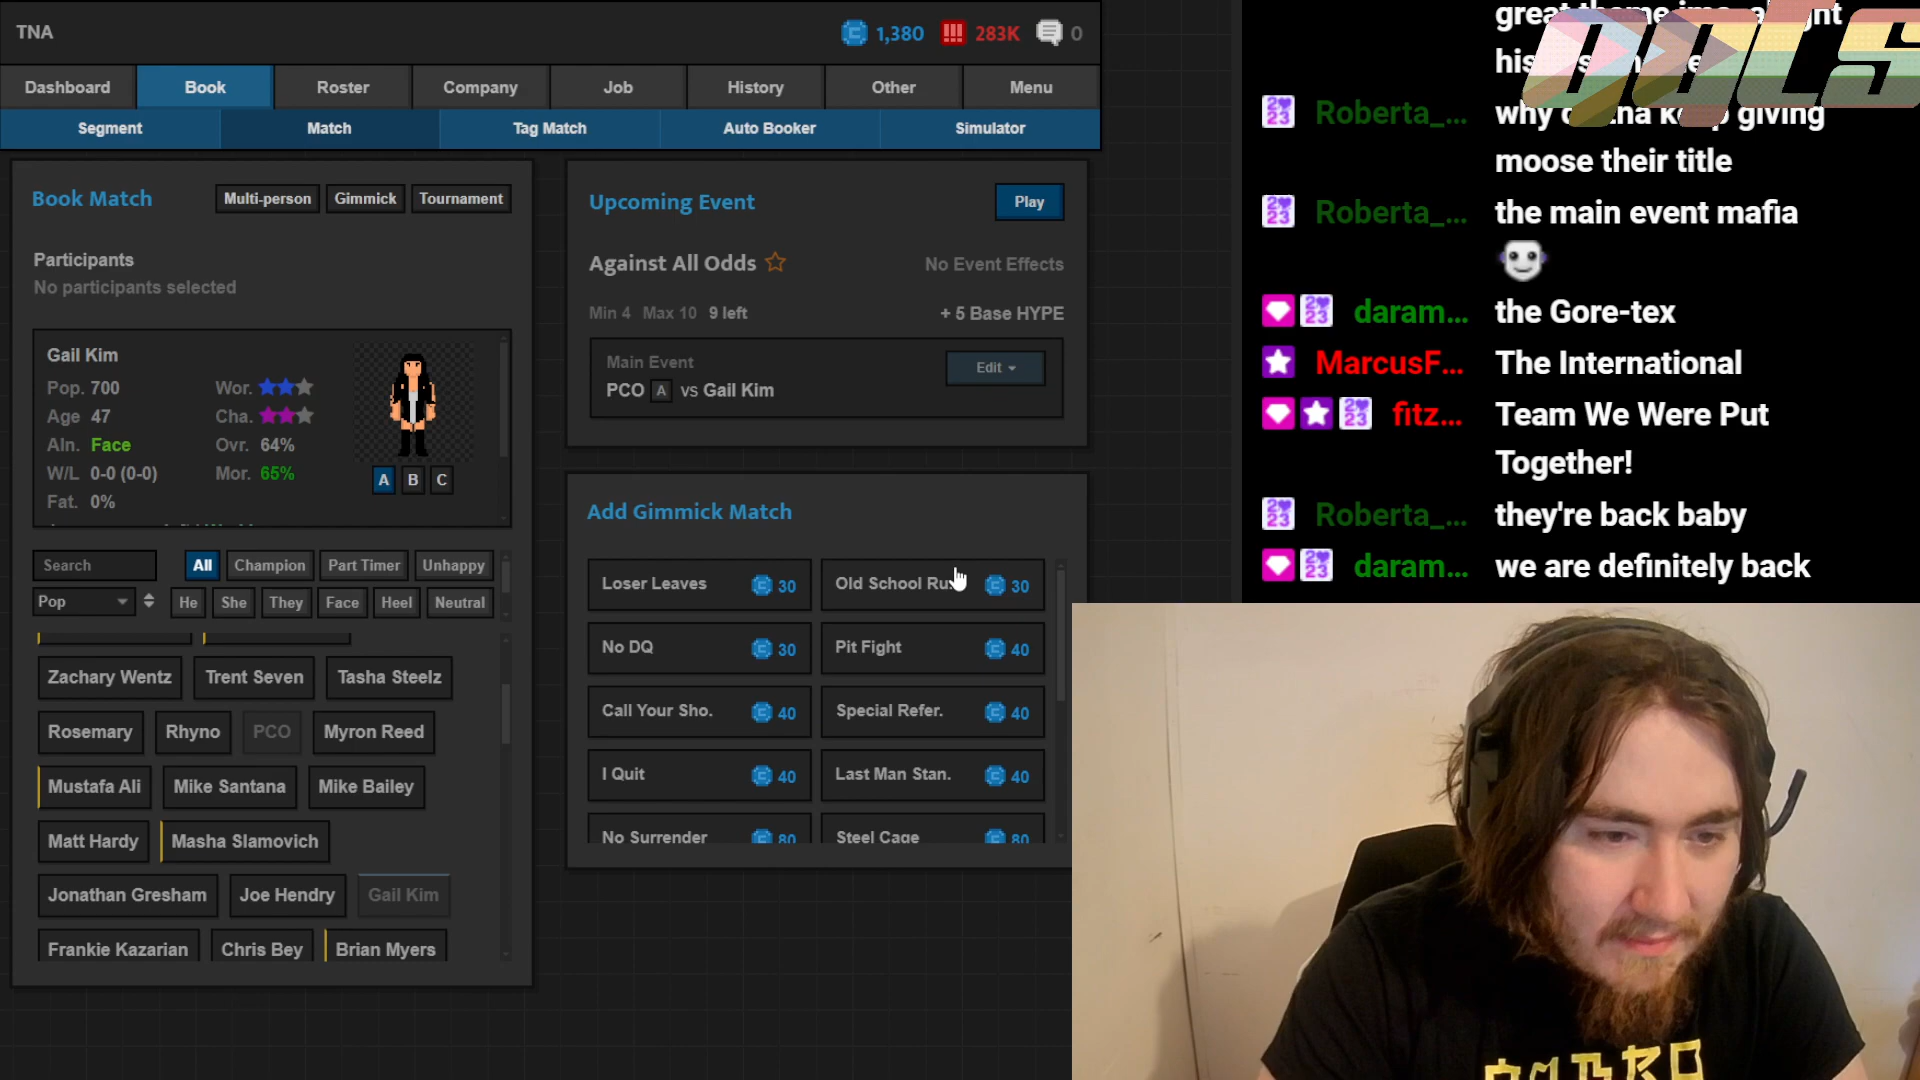 TNA
1,380
283K
0
Dashboard
Book
Roster
Company
Job
History
Other
Menu
Segment
Match
Tag Match
Auto Booker
Simulator
Book Match
Multi-person
Gimmick
Tournament
Participants
No participants selected
Gail Kim
Pop. 700
Wor.
Age 47
Cha.
Aln. Face
Ovr. 64%
W/L 0-0 (0-0)
Mor. 65%
Fat. 0%
A
B
C
Search
All
Champion
Part Timer
Unhappy
Pop
He
She
They
Face
Heel
Neutral
Zachary Wentz
Trent Seven
Tasha Steelz
Rosemary
Rhyno
PCO
Myron Reed
Mustafa Ali
Mike Santana
Mike Bailey
Matt Hardy
Masha Slamovich
Jonathan Gresham
Joe Hendry
Gail Kim
Frankie Kazarian
Chris Bey
Brian Myers
Upcoming Event
Play
Against All Odds
No Event Effects
Min 4 Max 10 9 left
+ 5 Base HYPE
Main Event
PCO A vs Gail Kim
Edit
Add Gimmick Match
Loser Leaves
30
Old School
30
No DQ
30
Pit Fight
40
Call Your Sho.
40
Special Refer.
40
I Quit
40
Last Man Stan.
40
No Surrender
80
Steel Cage
80
great
Roberta_...
why giving
moose their title
Roberta_...
the main event mafia
daram...
the Gore-tex
MarcusF...
The International
fitz...
Team We Were Put
Together!
Roberta_...
they're back baby
daram...
we are definitely back